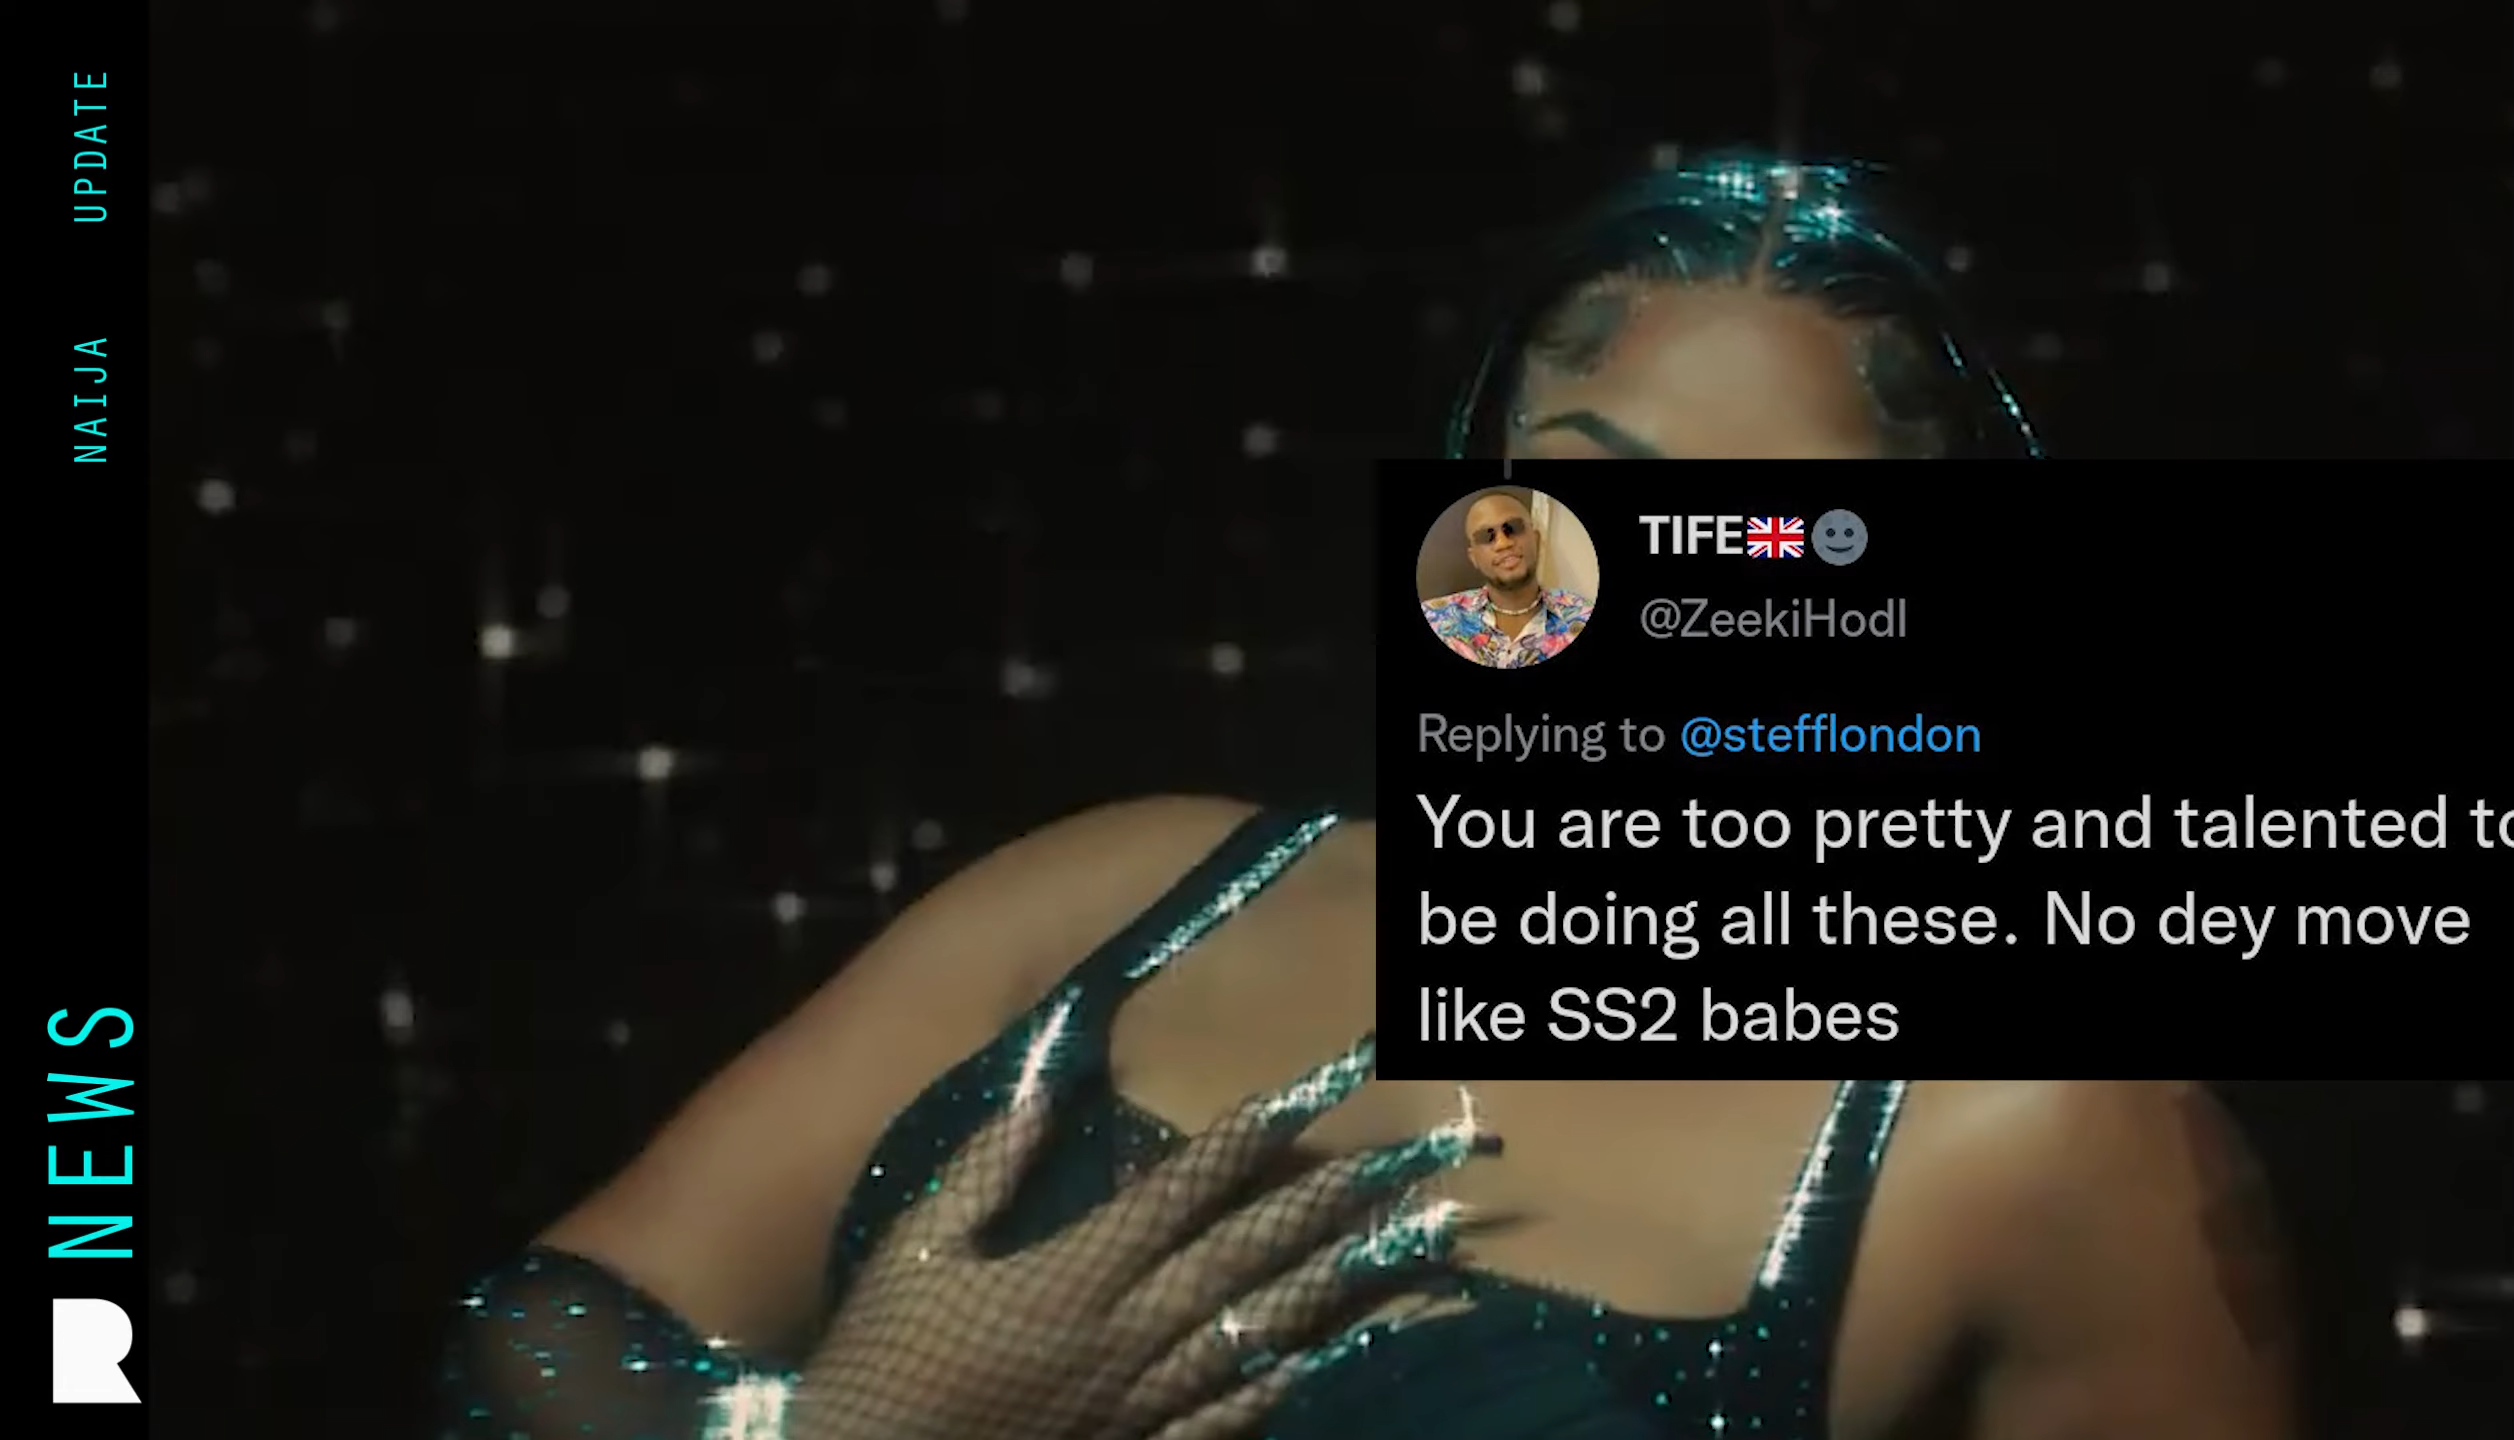 NAIJA UPDATE
R NEWS
TIFE🇬🇧🌚
@ZeekiHodl
Replying to @stefflondon
You are too pretty and talented to
be doing all these. No dey move
like SS2 babes